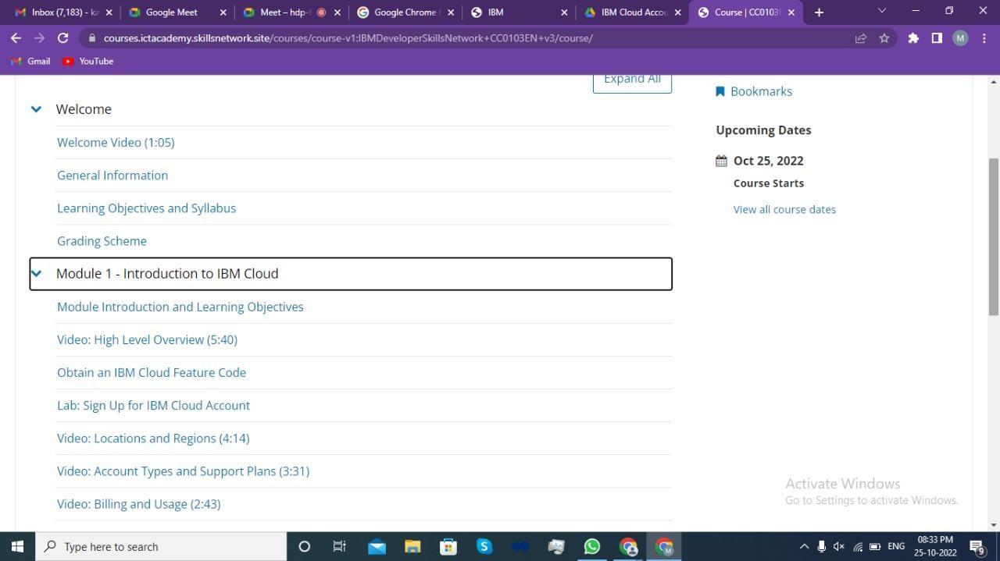 Inbox (7,183) - ka
Google Meet
Meet – hdp-f
Google Chrome
IBM
IBM Cloud Accou
Course | CC0103E
courses.ictacademy.skillsnetwork.site/courses/course-v1:IBMDeveloperSkillsNetwork+CC0103EN+v3/course/
M
Gmail
YouTube
Expand All
Welcome
Welcome Video (1:05)
General Information
Learning Objectives and Syllabus
Grading Scheme
Module 1 - Introduction to IBM Cloud
Module Introduction and Learning Objectives
Video: High Level Overview (5:40)
Obtain an IBM Cloud Feature Code
Lab: Sign Up for IBM Cloud Account
Video: Locations and Regions (4:14)
Video: Account Types and Support Plans (3:31)
Video: Billing and Usage (2:43)
Bookmarks
Upcoming Dates
Oct 25, 2022
Course Starts
View all course dates
Activate Windows
Go to Settings to activate Windows.
Type here to search
ENG
08:33 PM
25-10-2022
9